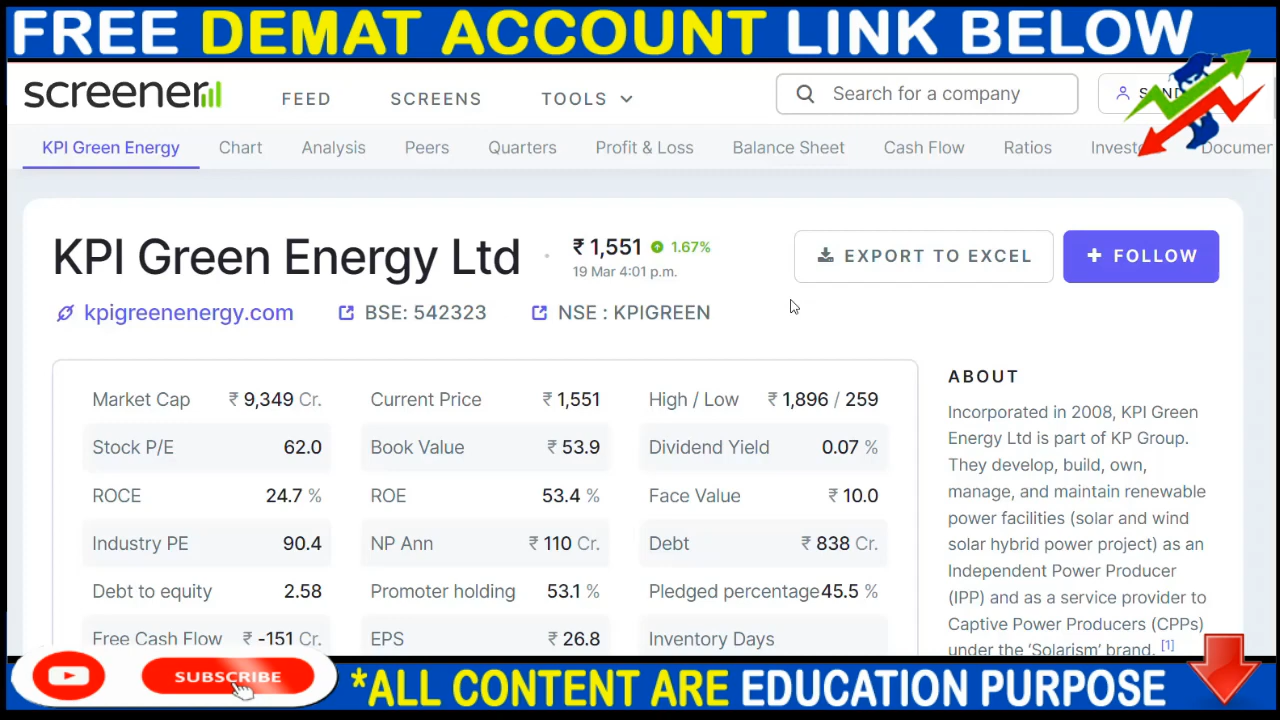 FREE DEMAT ACCOUNT LINK BELOW
screener
FEED SCREENS TOOLS
Search for a company
KPI Green Energy Chart Analysis Peers Quarters Profit & Loss Balance Sheet Cash Flow Ratios
KPI Green Energy Ltd
₹ 1,551 1.67%
19 Mar 4:01 p.m.
EXPORT TO EXCEL
FOLLOW
kpigreenenergy.com BSE: 542323 NSE : KPIGREEN
Market Cap ₹ 9,349 Cr. Current Price ₹ 1,551 High / Low ₹ 1,896 / 259
Stock P/E 62.0 Book Value ₹ 53.9 Dividend Yield 0.07 %
ROCE 24.7 % ROE 53.4 % Face Value ₹ 10.0
Industry PE 90.4 NP Ann ₹ 110 Cr. Debt ₹ 838 Cr.
Debt to equity 2.58 Promoter holding 53.1 % Pledged percentage 45.5 %
Free Cash Flow ₹ -151 Cr. EPS ₹ 26.8 Inventory Days
ABOUT
Incorporated in 2008, KPI Green
Energy Ltd is part of KP Group.
They develop, build, own,
manage, and maintain renewable
power facilities (solar and wind
solar hybrid power project) as an
Independent Power Producer
(IPP) and as a service provider to
Captive Power Producers (CPPs)
under the ‘Solarism’ brand. [1]
SUBSCRIBE
*ALL CONTENT ARE EDUCATION PURPOSE